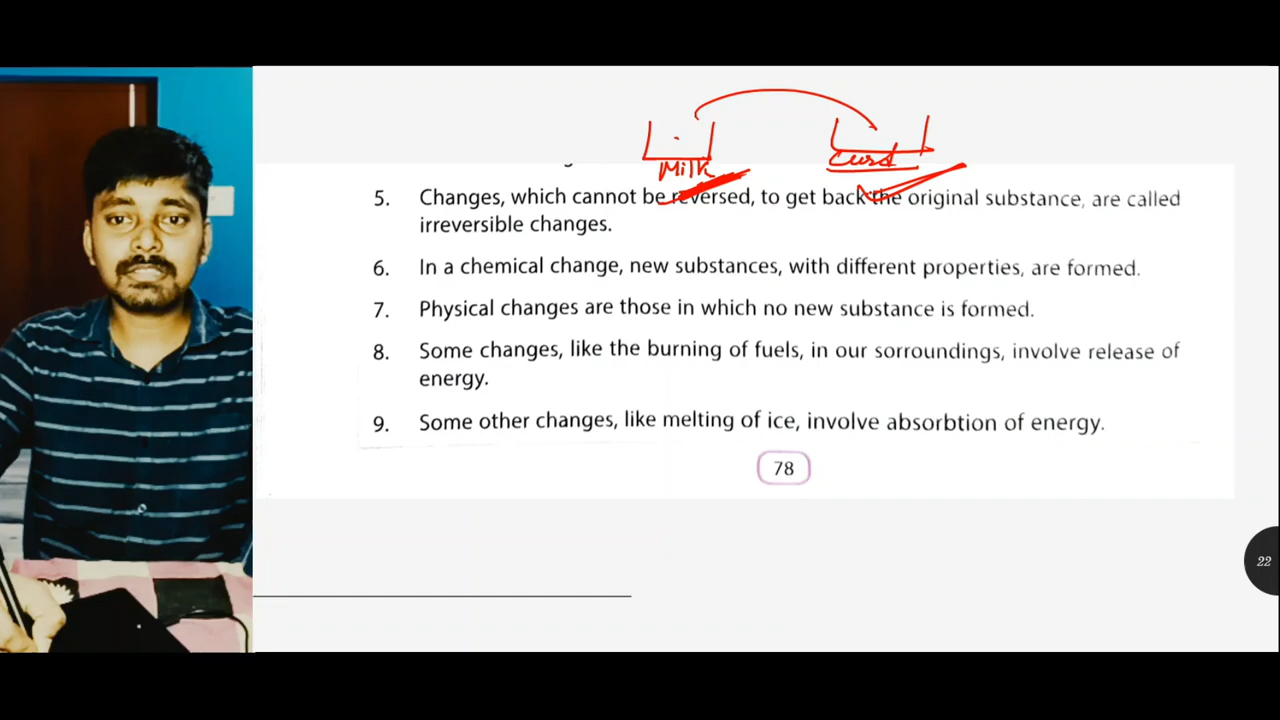 Milk
Curd
5. Changes, which cannot be reversed, to get back the original substance, are called
irreversible changes.
6. In a chemical change, new substances, with different properties, are formed.
7. Physical changes are those in which no new substance is formed.
8. Some changes, like the burning of fuels, in our sorroundings, involve release of
energy.
9. Some other changes, like melting of ice, involve absorbtion of energy.
78
22